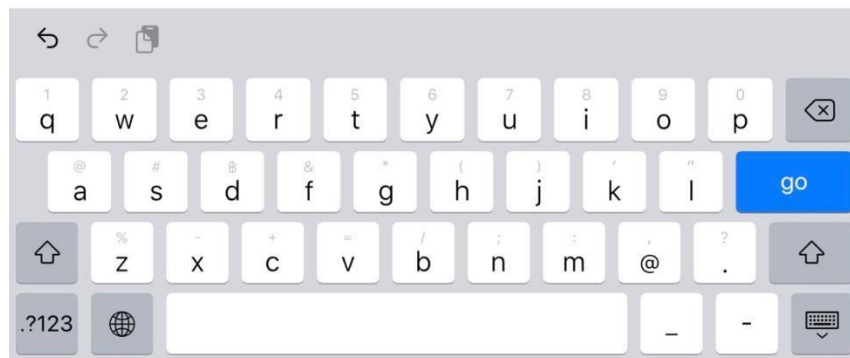 1 2 3 4 5 6 7 8 9 0
q w e r t y u i o p
@ # ฿ & * ( ) ' "
a s d f g h j k l go
% - + = / ; : , ?
z x c v b n m @ .
.?123 _ -